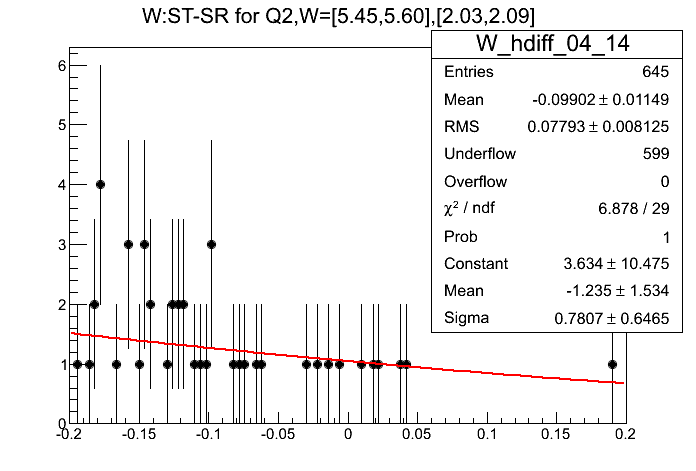 W:ST-SR for Q2,W=[5.45,5.60],[2.03,2.09]
W_hdiff_04_14
Entries 645
Mean -0.09902 ± 0.01149
RMS 0.07793 ± 0.008125
Underflow 599
Overflow 0
χ² / ndf 6.878 / 29
Prob 1
Constant 3.634 ± 10.475
Mean -1.235 ± 1.534
Sigma 0.7807 ± 0.6465
6
5
4
3
2
1
0
-0.2 -0.15 -0.1 -0.05 0 0.05 0.1 0.15 0.2